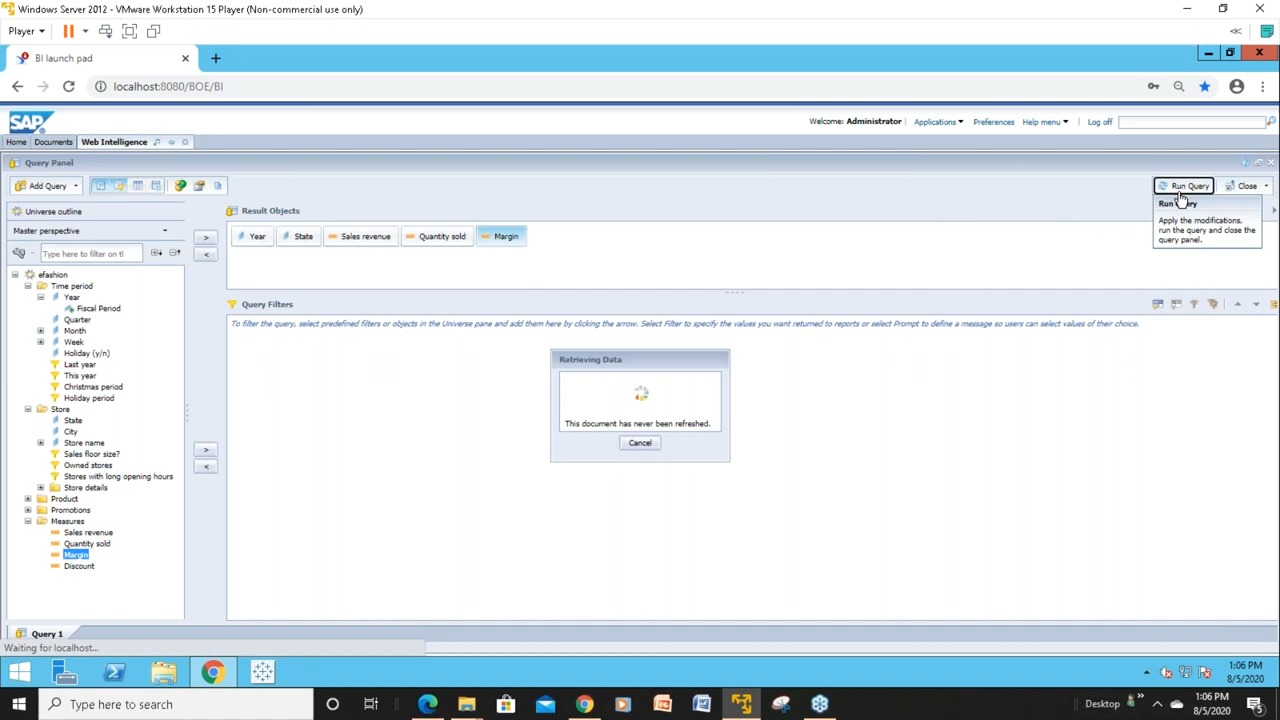 Windows Server 2012 - VMware Workstation 15 Player (Non-commercial use only)
Player
BI launch pad
localhost:8080/BOE/BI
SAP
Welcome: Administrator
Applications
Preferences
Help menu
Log off
Home
Documents
Web Intelligence
Query Panel
Add Query
Run Query
Close
Universe outline
Result Objects
Run
Apply the modifications, run the query and close the query panel.
Master perspective
Year
State
Sales revenue
Quantity sold
Margin
Type here to filter on tl
efashion
Time period
Year
Fiscal Period
Quarter
Month
Week
Holiday (y/n)
Last year
This year
Christmas period
Holiday period
Store
State
City
Store name
Sales floor size?
Owned stores
Stores with long opening hours
Store details
Product
Promotions
Measures
Sales revenue
Quantity sold
Margin
Discount
Query Filters
To filter the query, select predefined filters or objects in the Universe pane and add them here by clicking the arrow. Select Filter to specify the values you want returned to reports or select Prompt to define a message so users can select values of their choice.
Retrieving Data
This document has never been refreshed.
Cancel
Query 1
Waiting for localhost...
1:06 PM
8/5/2020
Type here to search
Desktop
1:06 PM
8/5/2020